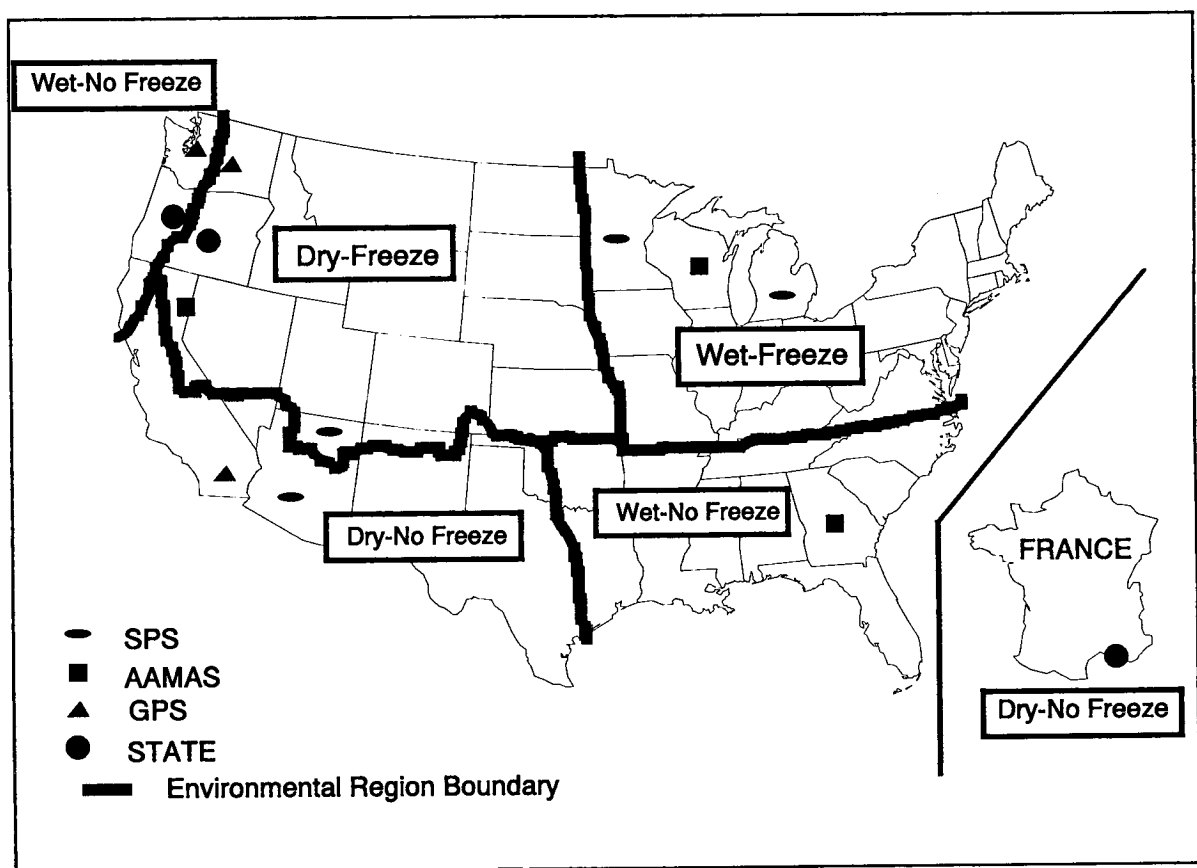 Wet-No Freeze
Dry-Freeze
Wet-Freeze
Wet-No Freeze
Dry-No Freeze
FRANCE
Dry-No Freeze
SPS
AAMAS
GPS
STATE
Environmental Region Boundary